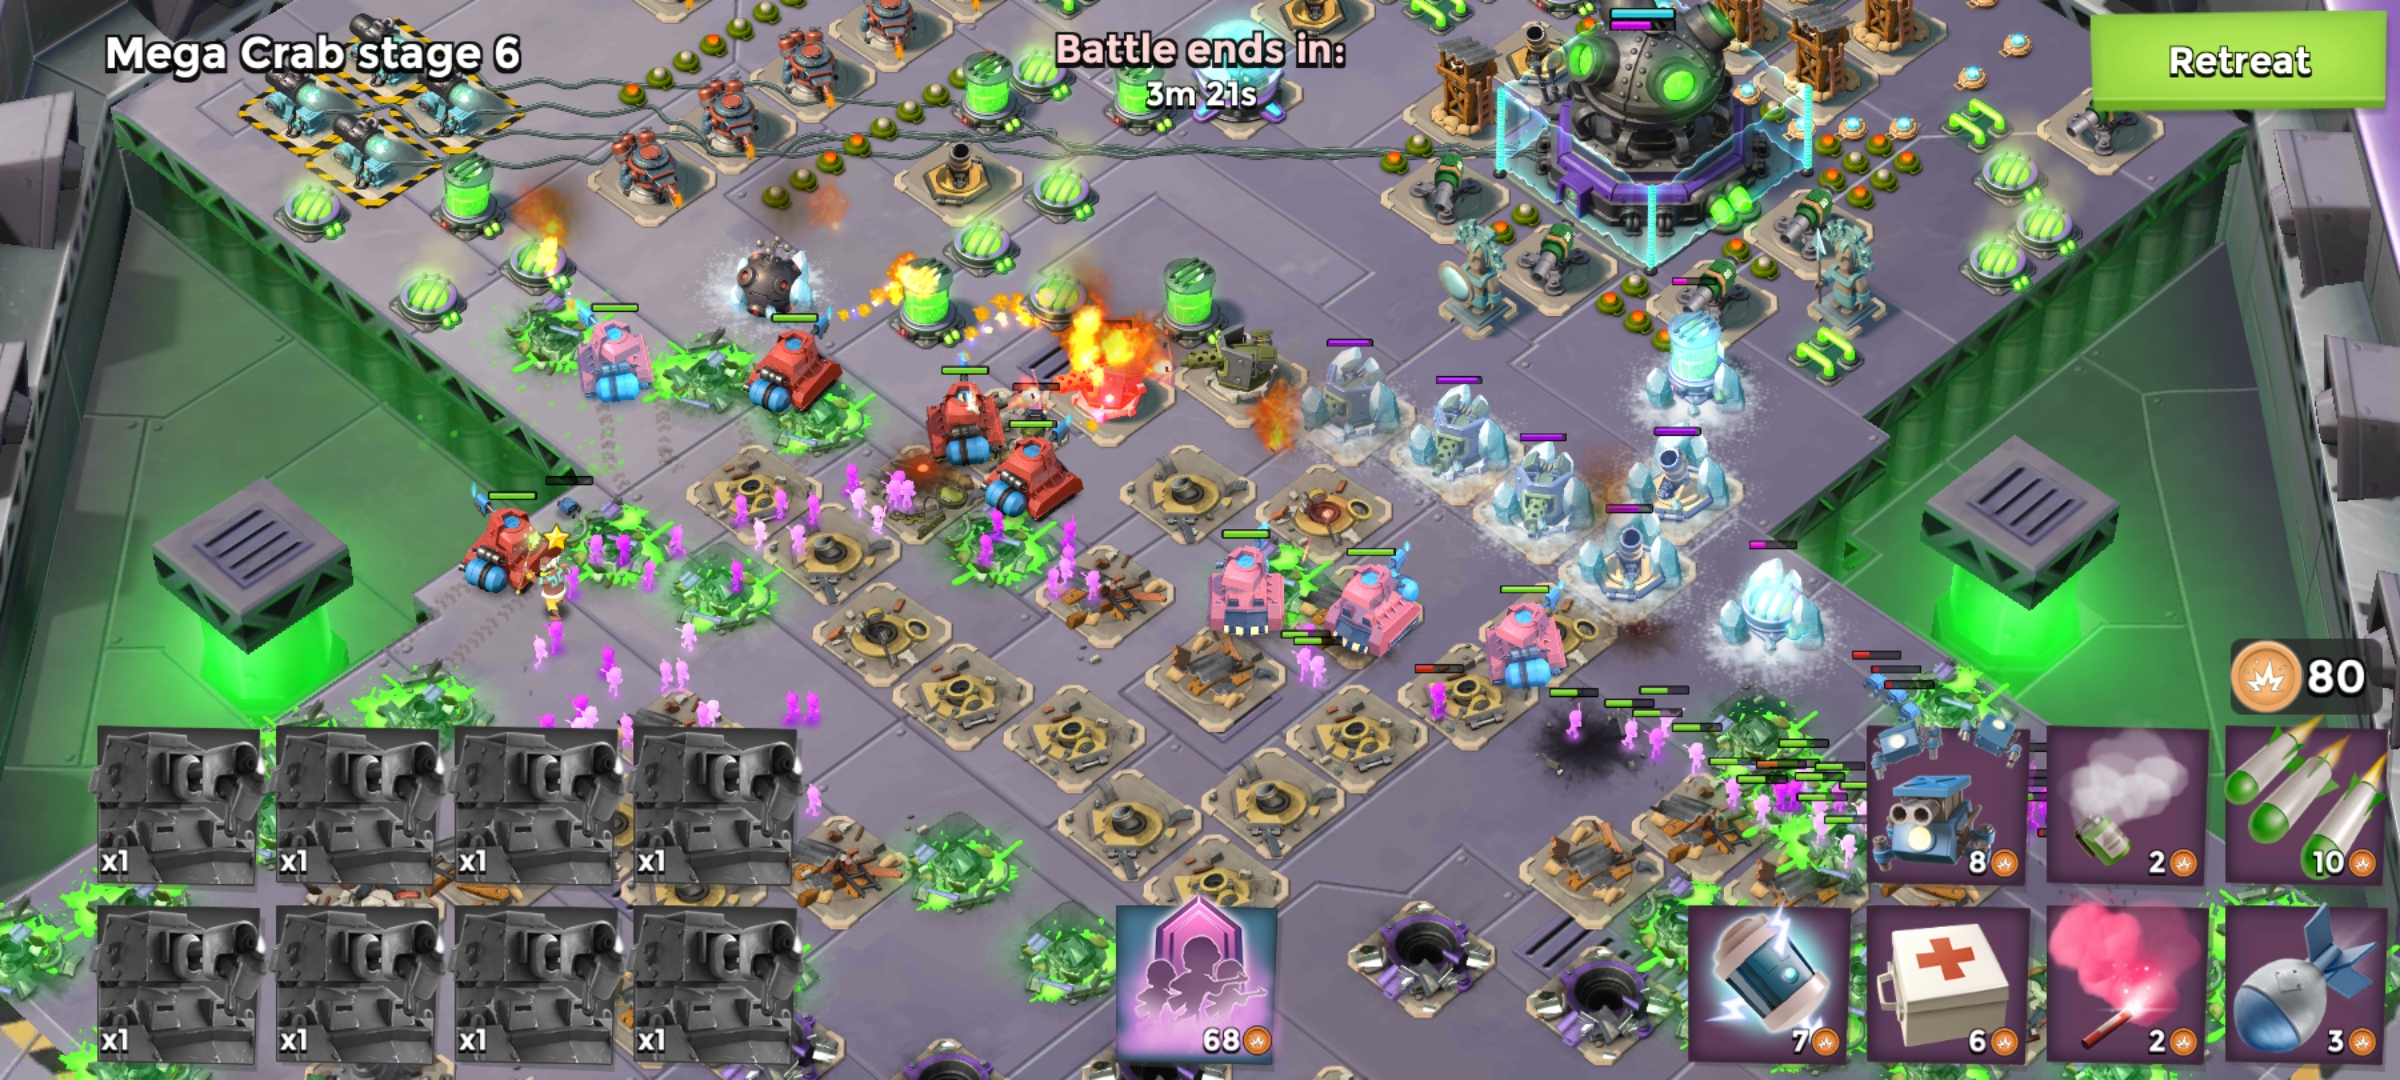 Mega Crab stage 6
Battle ends in:
3m 21s
Retreat
80
x1
x1
x1
x1
8
2
10
x1
x1
x1
x1
68
7
6
2
3